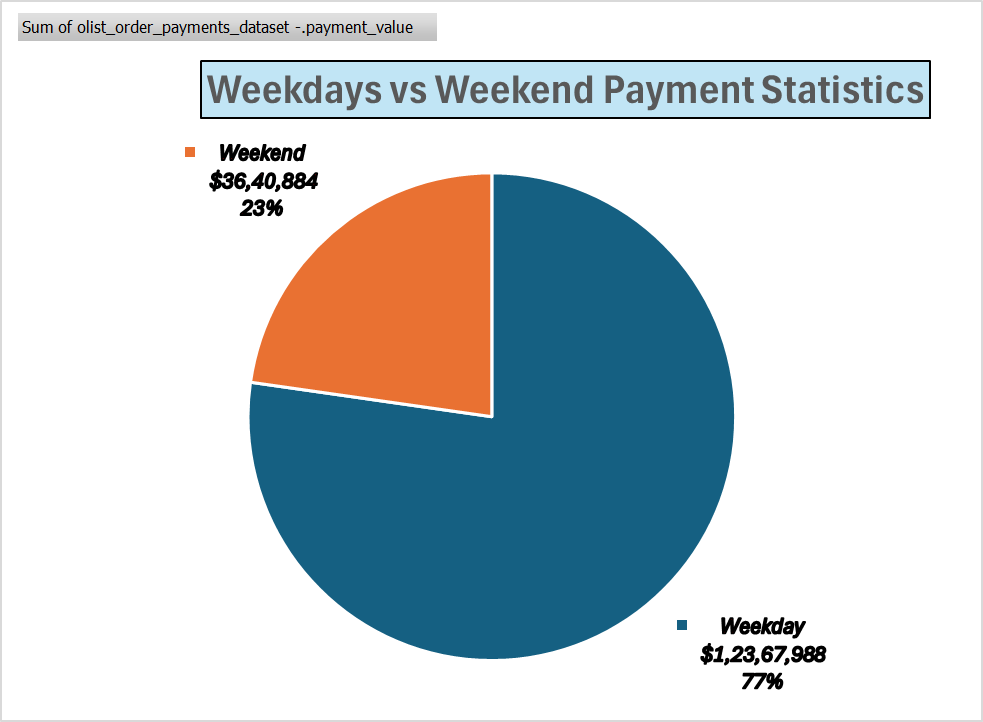 Sum of olist_order_payments_dataset -.payment_value
Weekdays vs Weekend Payment Statistics
Weekend
$36,40,884
23%
Weekday
$1,23,67,988
77%